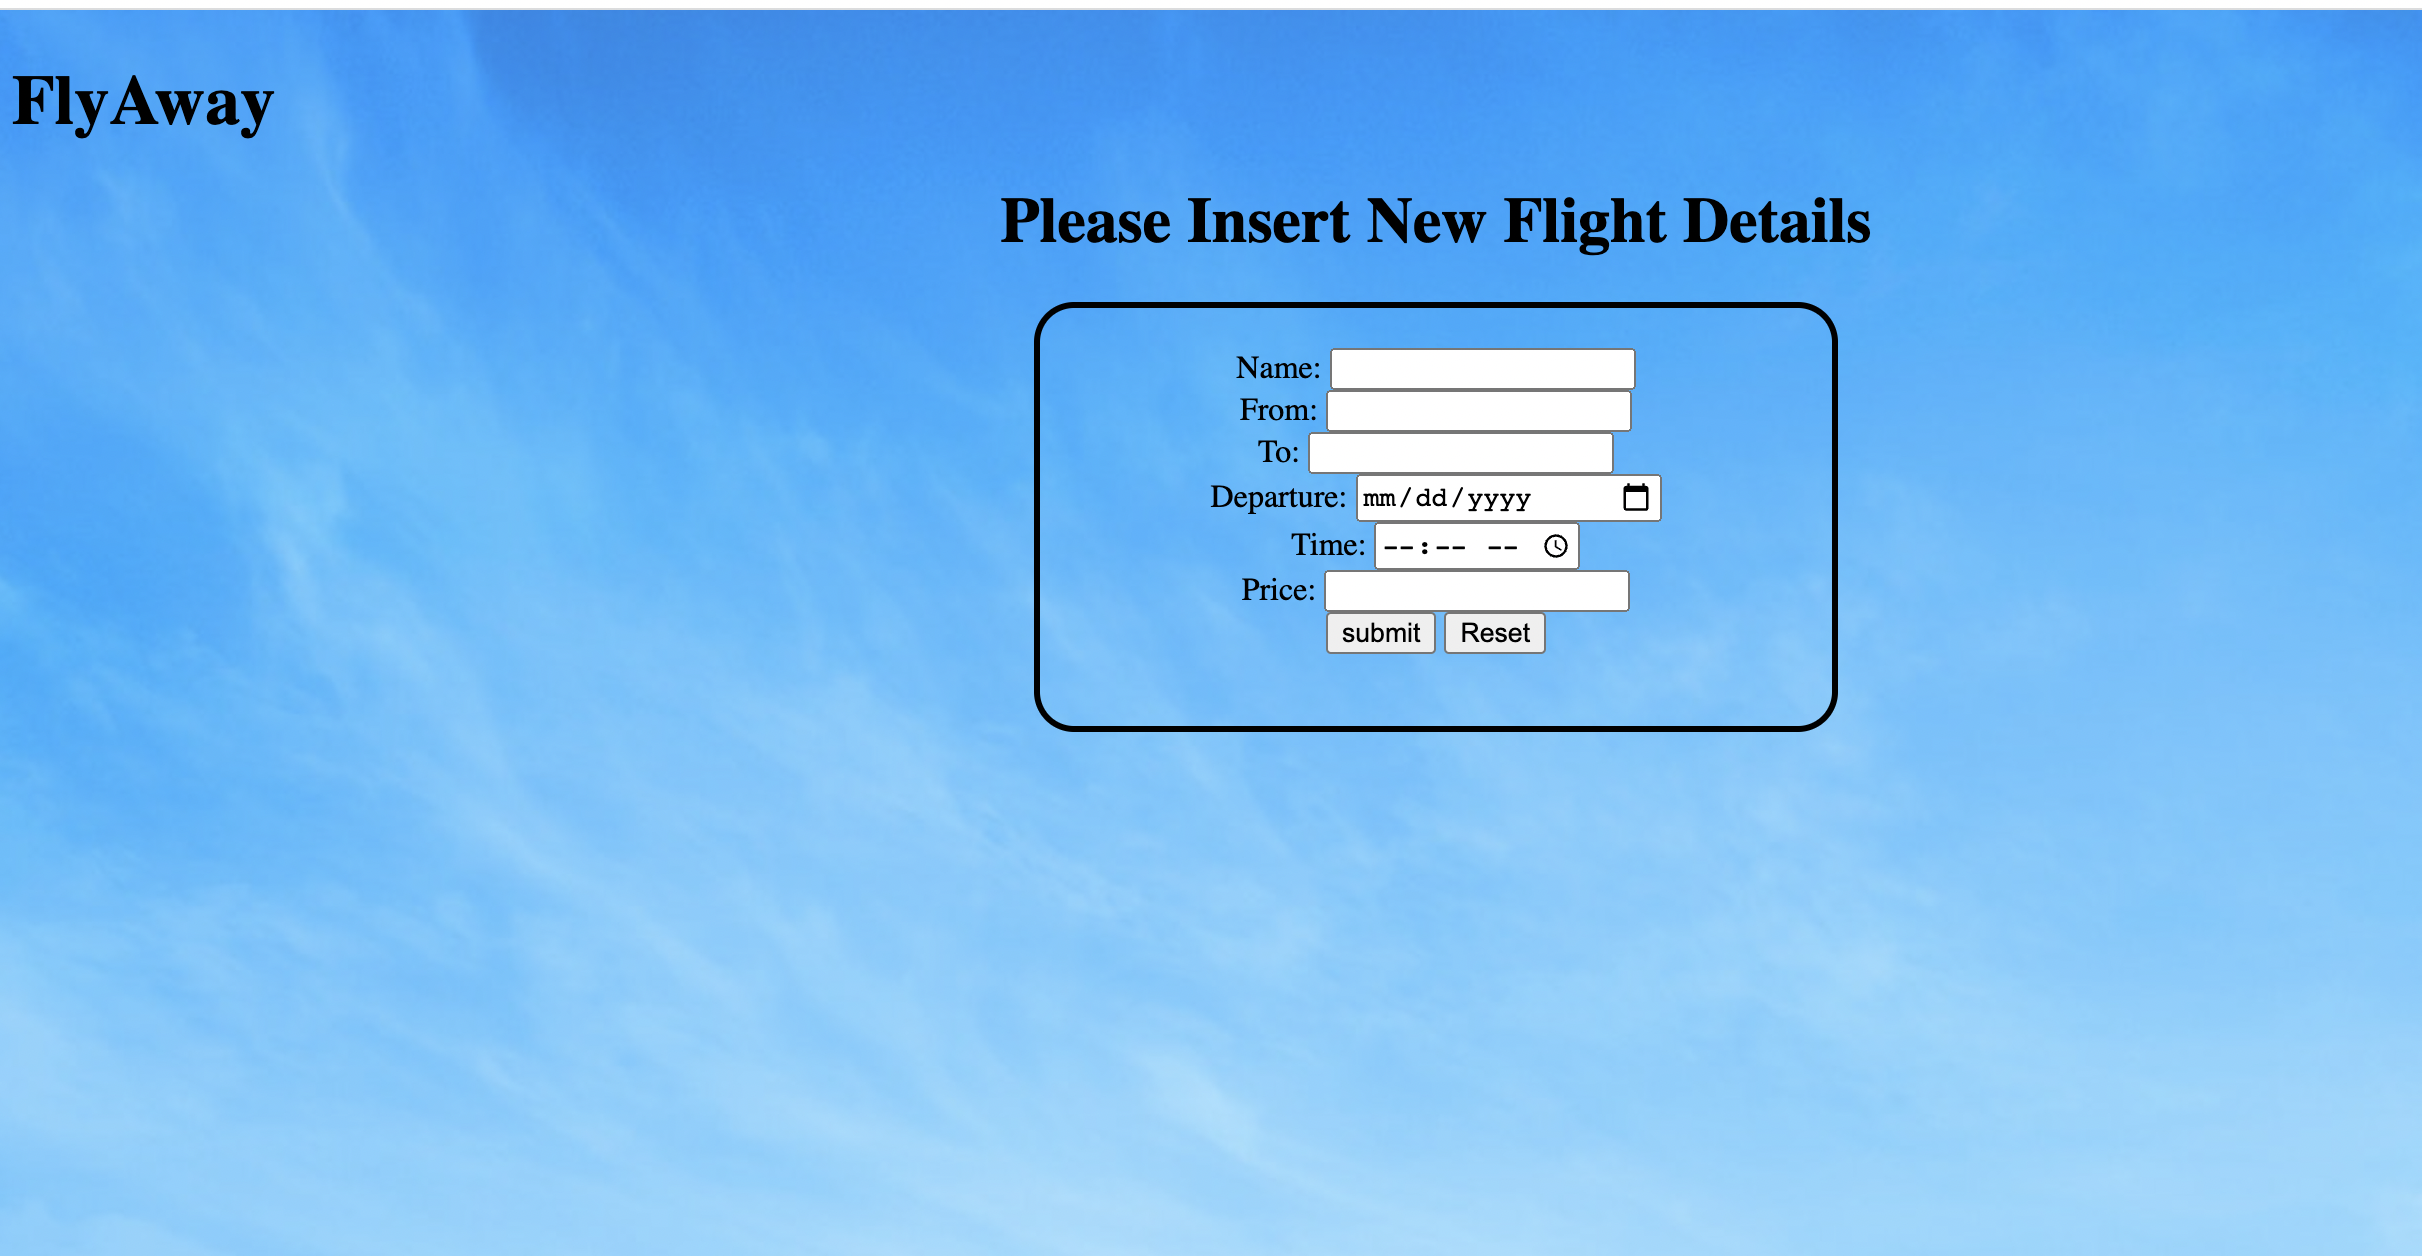 FlyAway
Please Insert New Flight Details
Name:
From:
To:
Departure: mm/dd/yyyy
Time: --:-- --
Price:
submit Reset